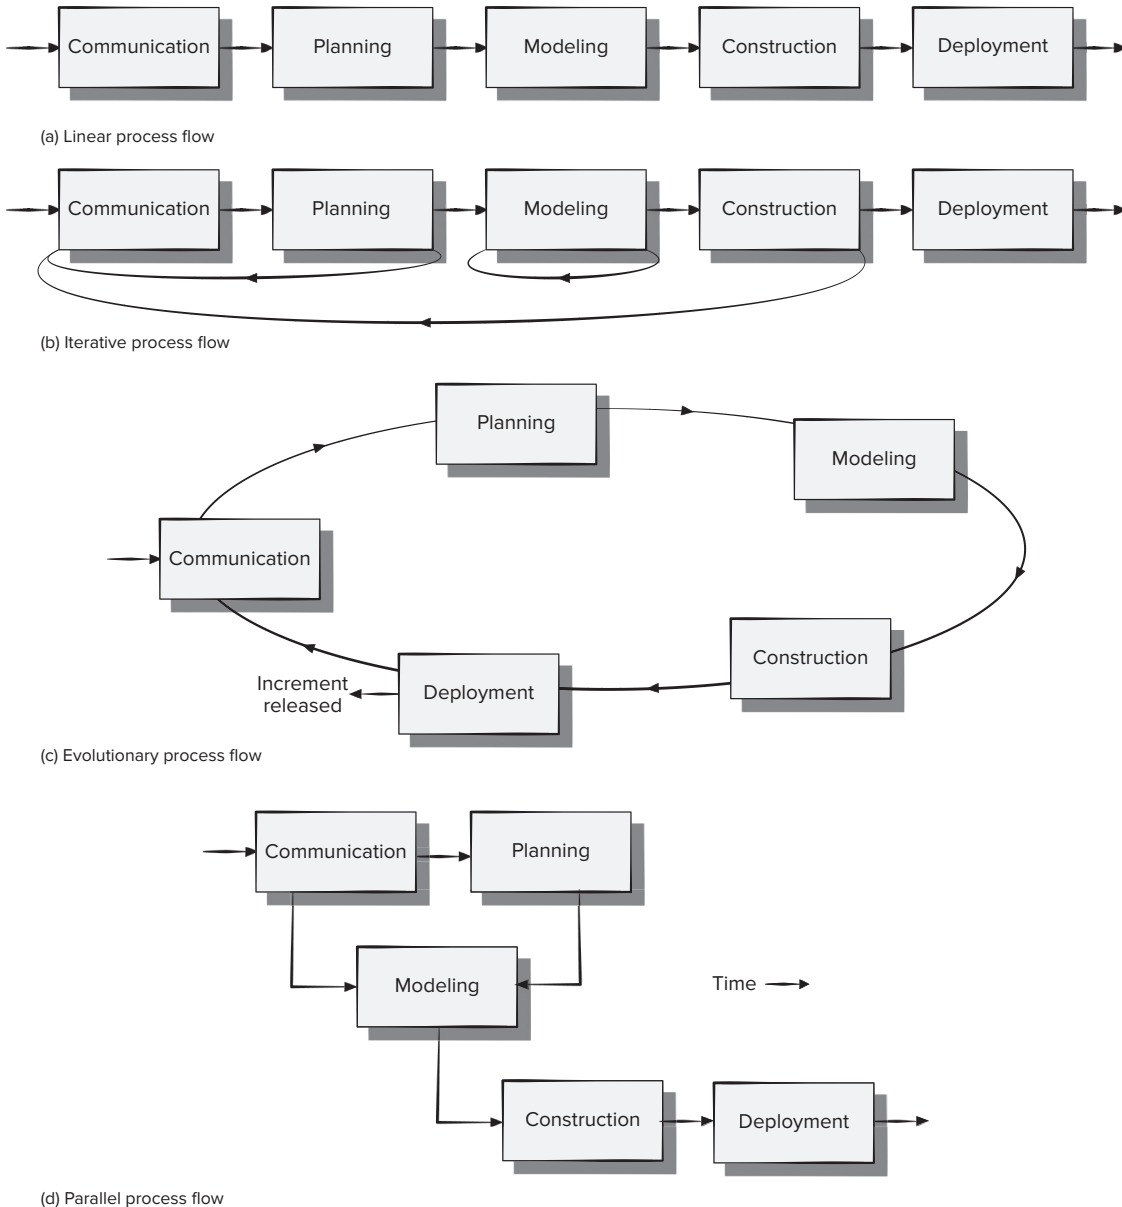 Communication
Planning
Modeling
Construction
Deployment
(a) Linear process flow
Communication
Planning
Modeling
Construction
Deployment
(b) Iterative process flow
Planning
Modeling
Communication
Construction
Increment
released
Deployment
(c) Evolutionary process flow
Communication
Planning
Modeling
Time
Construction
Deployment
(d) Parallel process flow